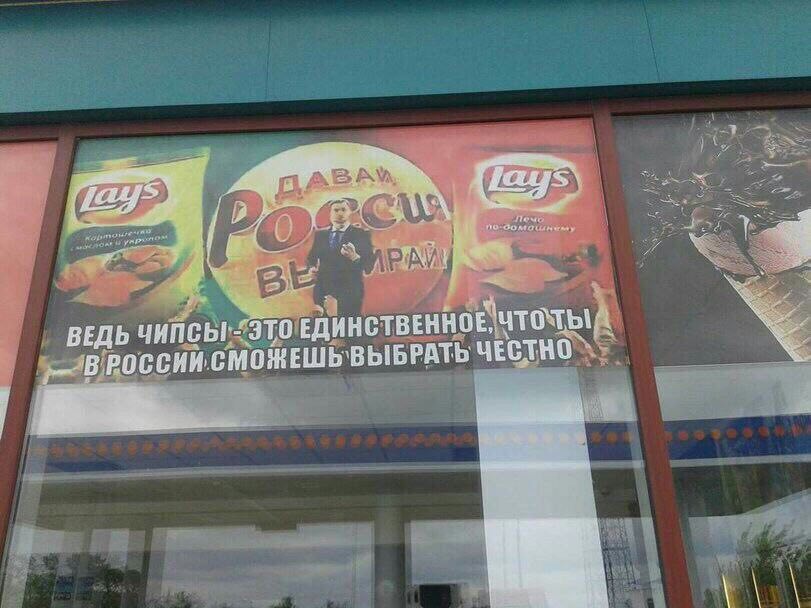 Lay's
Картошечка
с маслом и укропом
ДАВАЙ
Россия
ВЫБИРАЙ!
Lay's
Лечо
по-домашнему
ВЕДЬ ЧИПСЫ - ЭТО ЕДИНСТВЕННОЕ, ЧТО ТЫ
В РОССИИ СМОЖЕШЬ ВЫБРАТЬ ЧЕСТНО